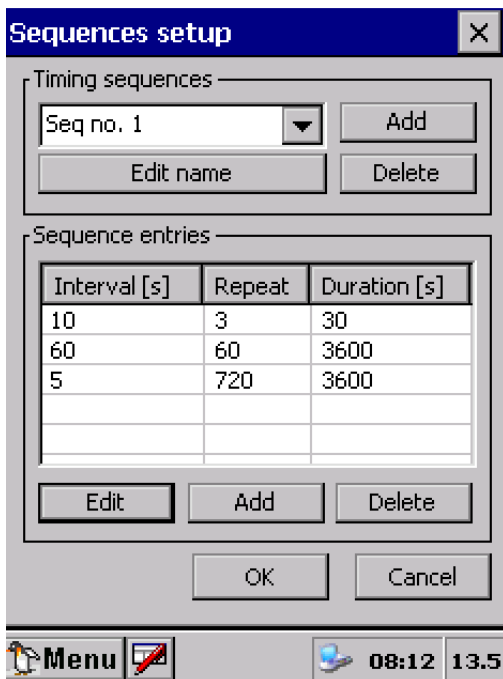 Sequences setup
Timing sequences
Seq no. 1 Add
Edit name Delete
Sequence entries
Interval [s] Repeat Duration [s]
10 3 30
60 60 3600
5 720 3600
Edit Add Delete
OK Cancel
Menu 08:12 13.5